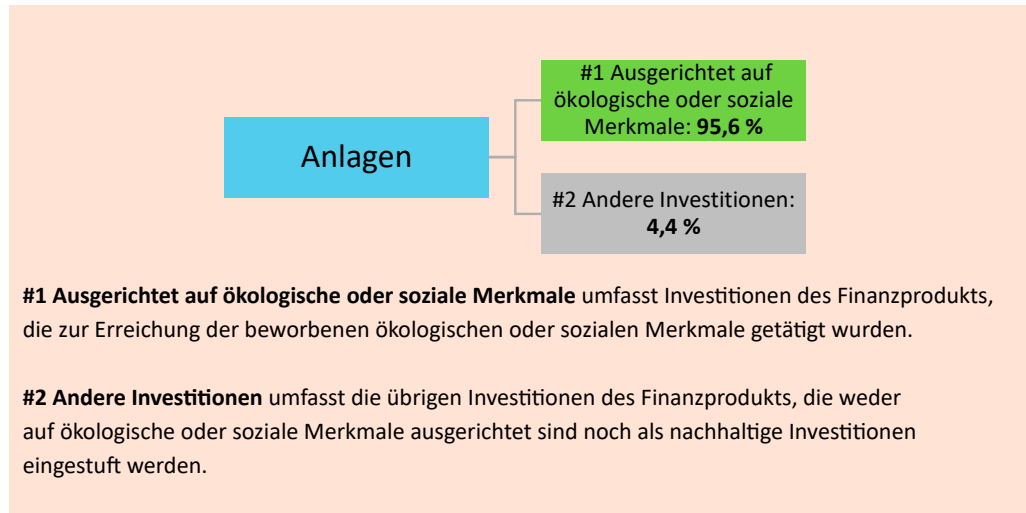 #1 Ausgerichtet auf
ökologische oder soziale
Merkmale: 95,6 %
Anlagen
#2 Andere Investitionen:
4,4 %
#1 Ausgerichtet auf ökologische oder soziale Merkmale umfasst Investitionen des Finanzprodukts,
die zur Erreichung der beworbenen ökologischen oder sozialen Merkmale getätigt wurden.
#2 Andere Investitionen umfasst die übrigen Investitionen des Finanzprodukts, die weder
auf ökologische oder soziale Merkmale ausgerichtet sind noch als nachhaltige Investitionen
eingestuft werden.